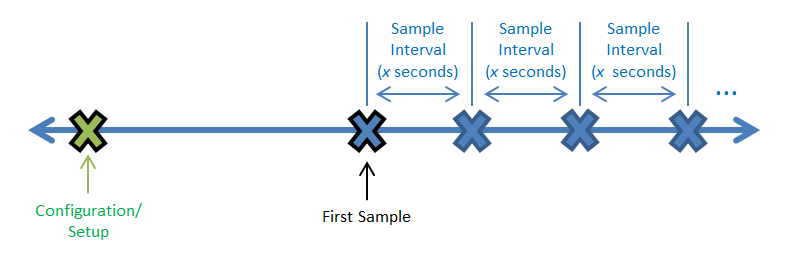 Sample
Interval
(x seconds)
Sample
Interval
(x seconds)
Sample
Interval
(x  seconds)
...
Configuration/
Setup
First Sample